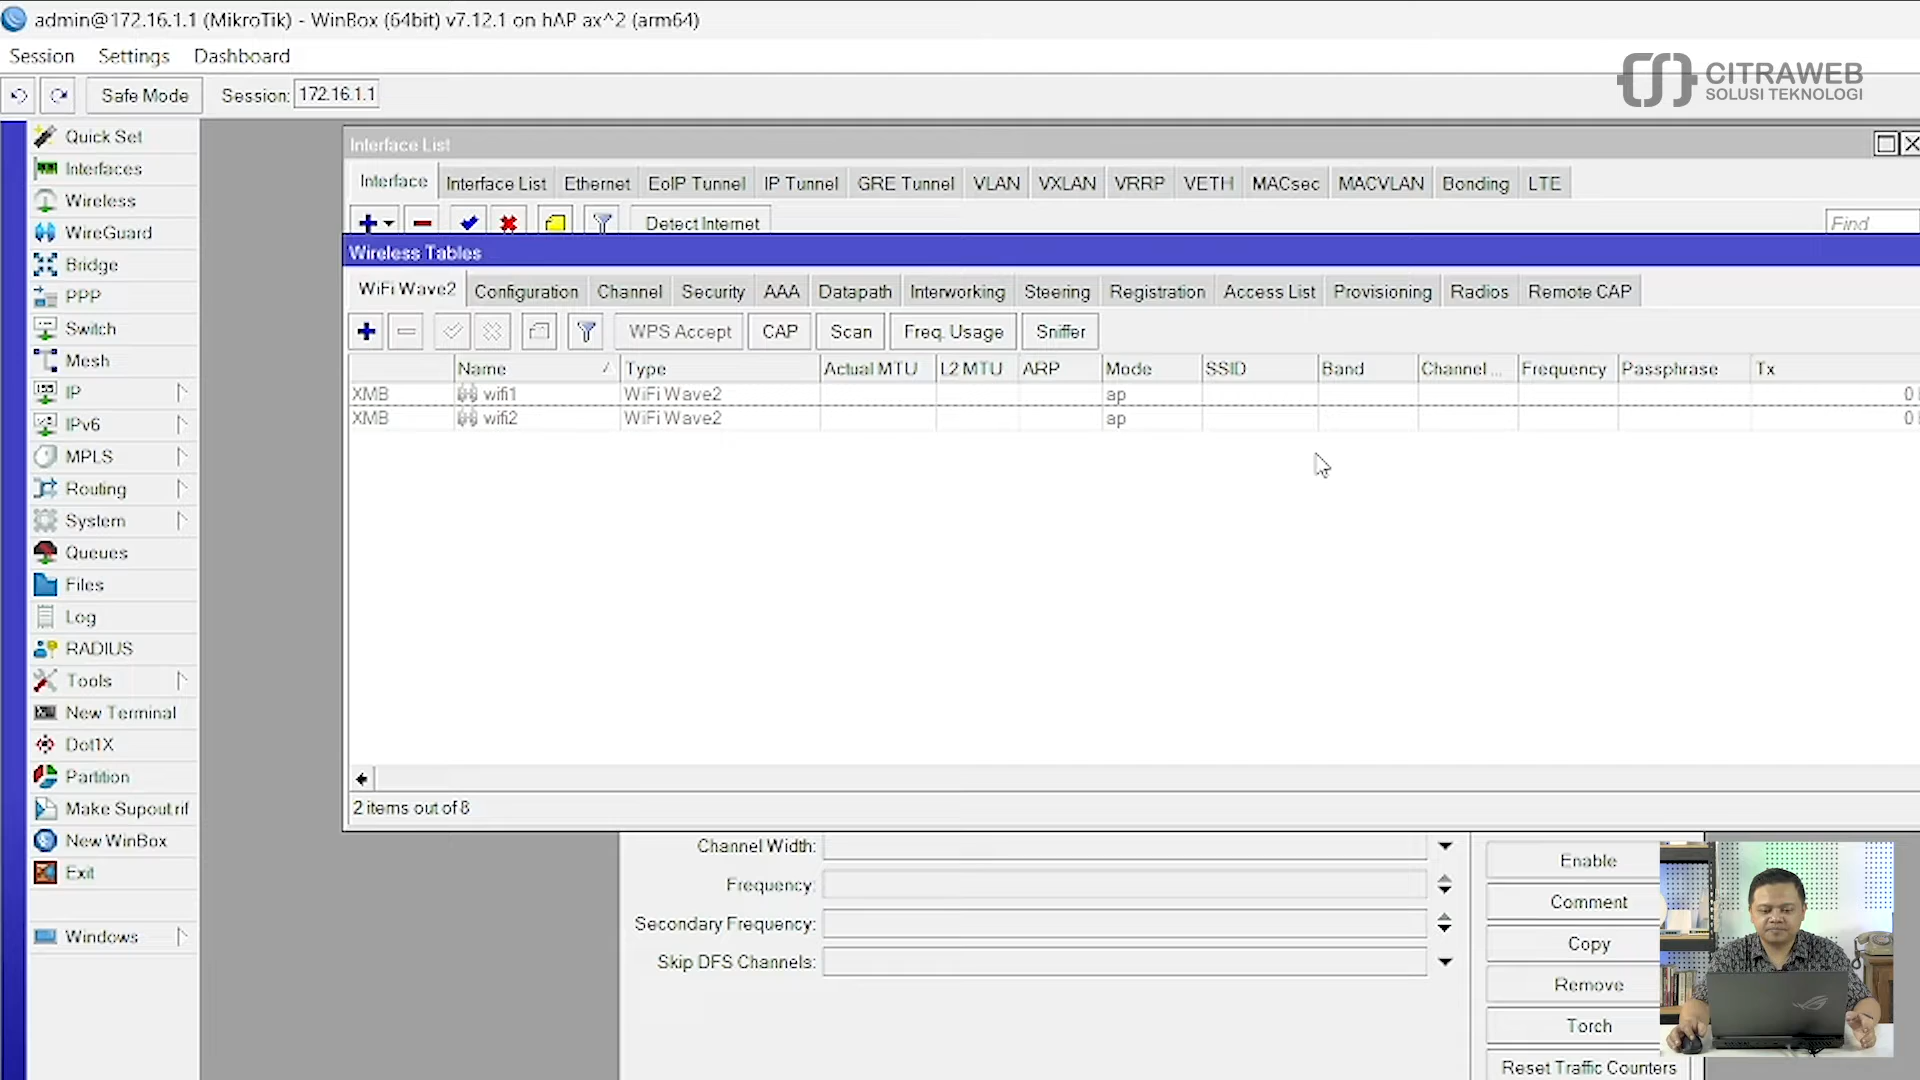 admin@172.16.1.1 (MikroTik) - WinBox (64bit) v7.12.1 on hAP ax^2 (arm64)
Session Settings Dashboard
CITRAWEB
SOLUSI TEKNOLOGI
Safe Mode Session: 172.16.1.1
Quick Set
Interfaces
Wireless
WireGuard
Bridge
PPP
Switch
Mesh
IP
IPv6
MPLS
Routing
System
Queues
Files
Log
RADIUS
Tools
New Terminal
Dot1X
Partition
Make Supout.rif
New WinBox
Exit
Windows
Interface List
Interface Interface List Ethernet EoIP Tunnel IP Tunnel GRE Tunnel VLAN VXLAN VRRP VETH MACsec MACVLAN Bonding LTE
Detect Internet Find
Wireless Tables
WiFi Wave2 Configuration Channel Security AAA Datapath Interworking Steering Registration Access List Provisioning Radios Remote CAP
WPS Accept CAP Scan Freq. Usage Sniffer
Name Type Actual MTU L2 MTU ARP Mode SSID Band Channel ... Frequency Passphrase Tx
XMB wifi1 WiFi Wave2 ap 0
XMB wifi2 WiFi Wave2 ap 0
2 items out of 8
Channel Width:
Frequency:
Secondary Frequency:
Skip DFS Channels:
Enable
Comment
Copy
Remove
Torch
Reset Traffic Counters